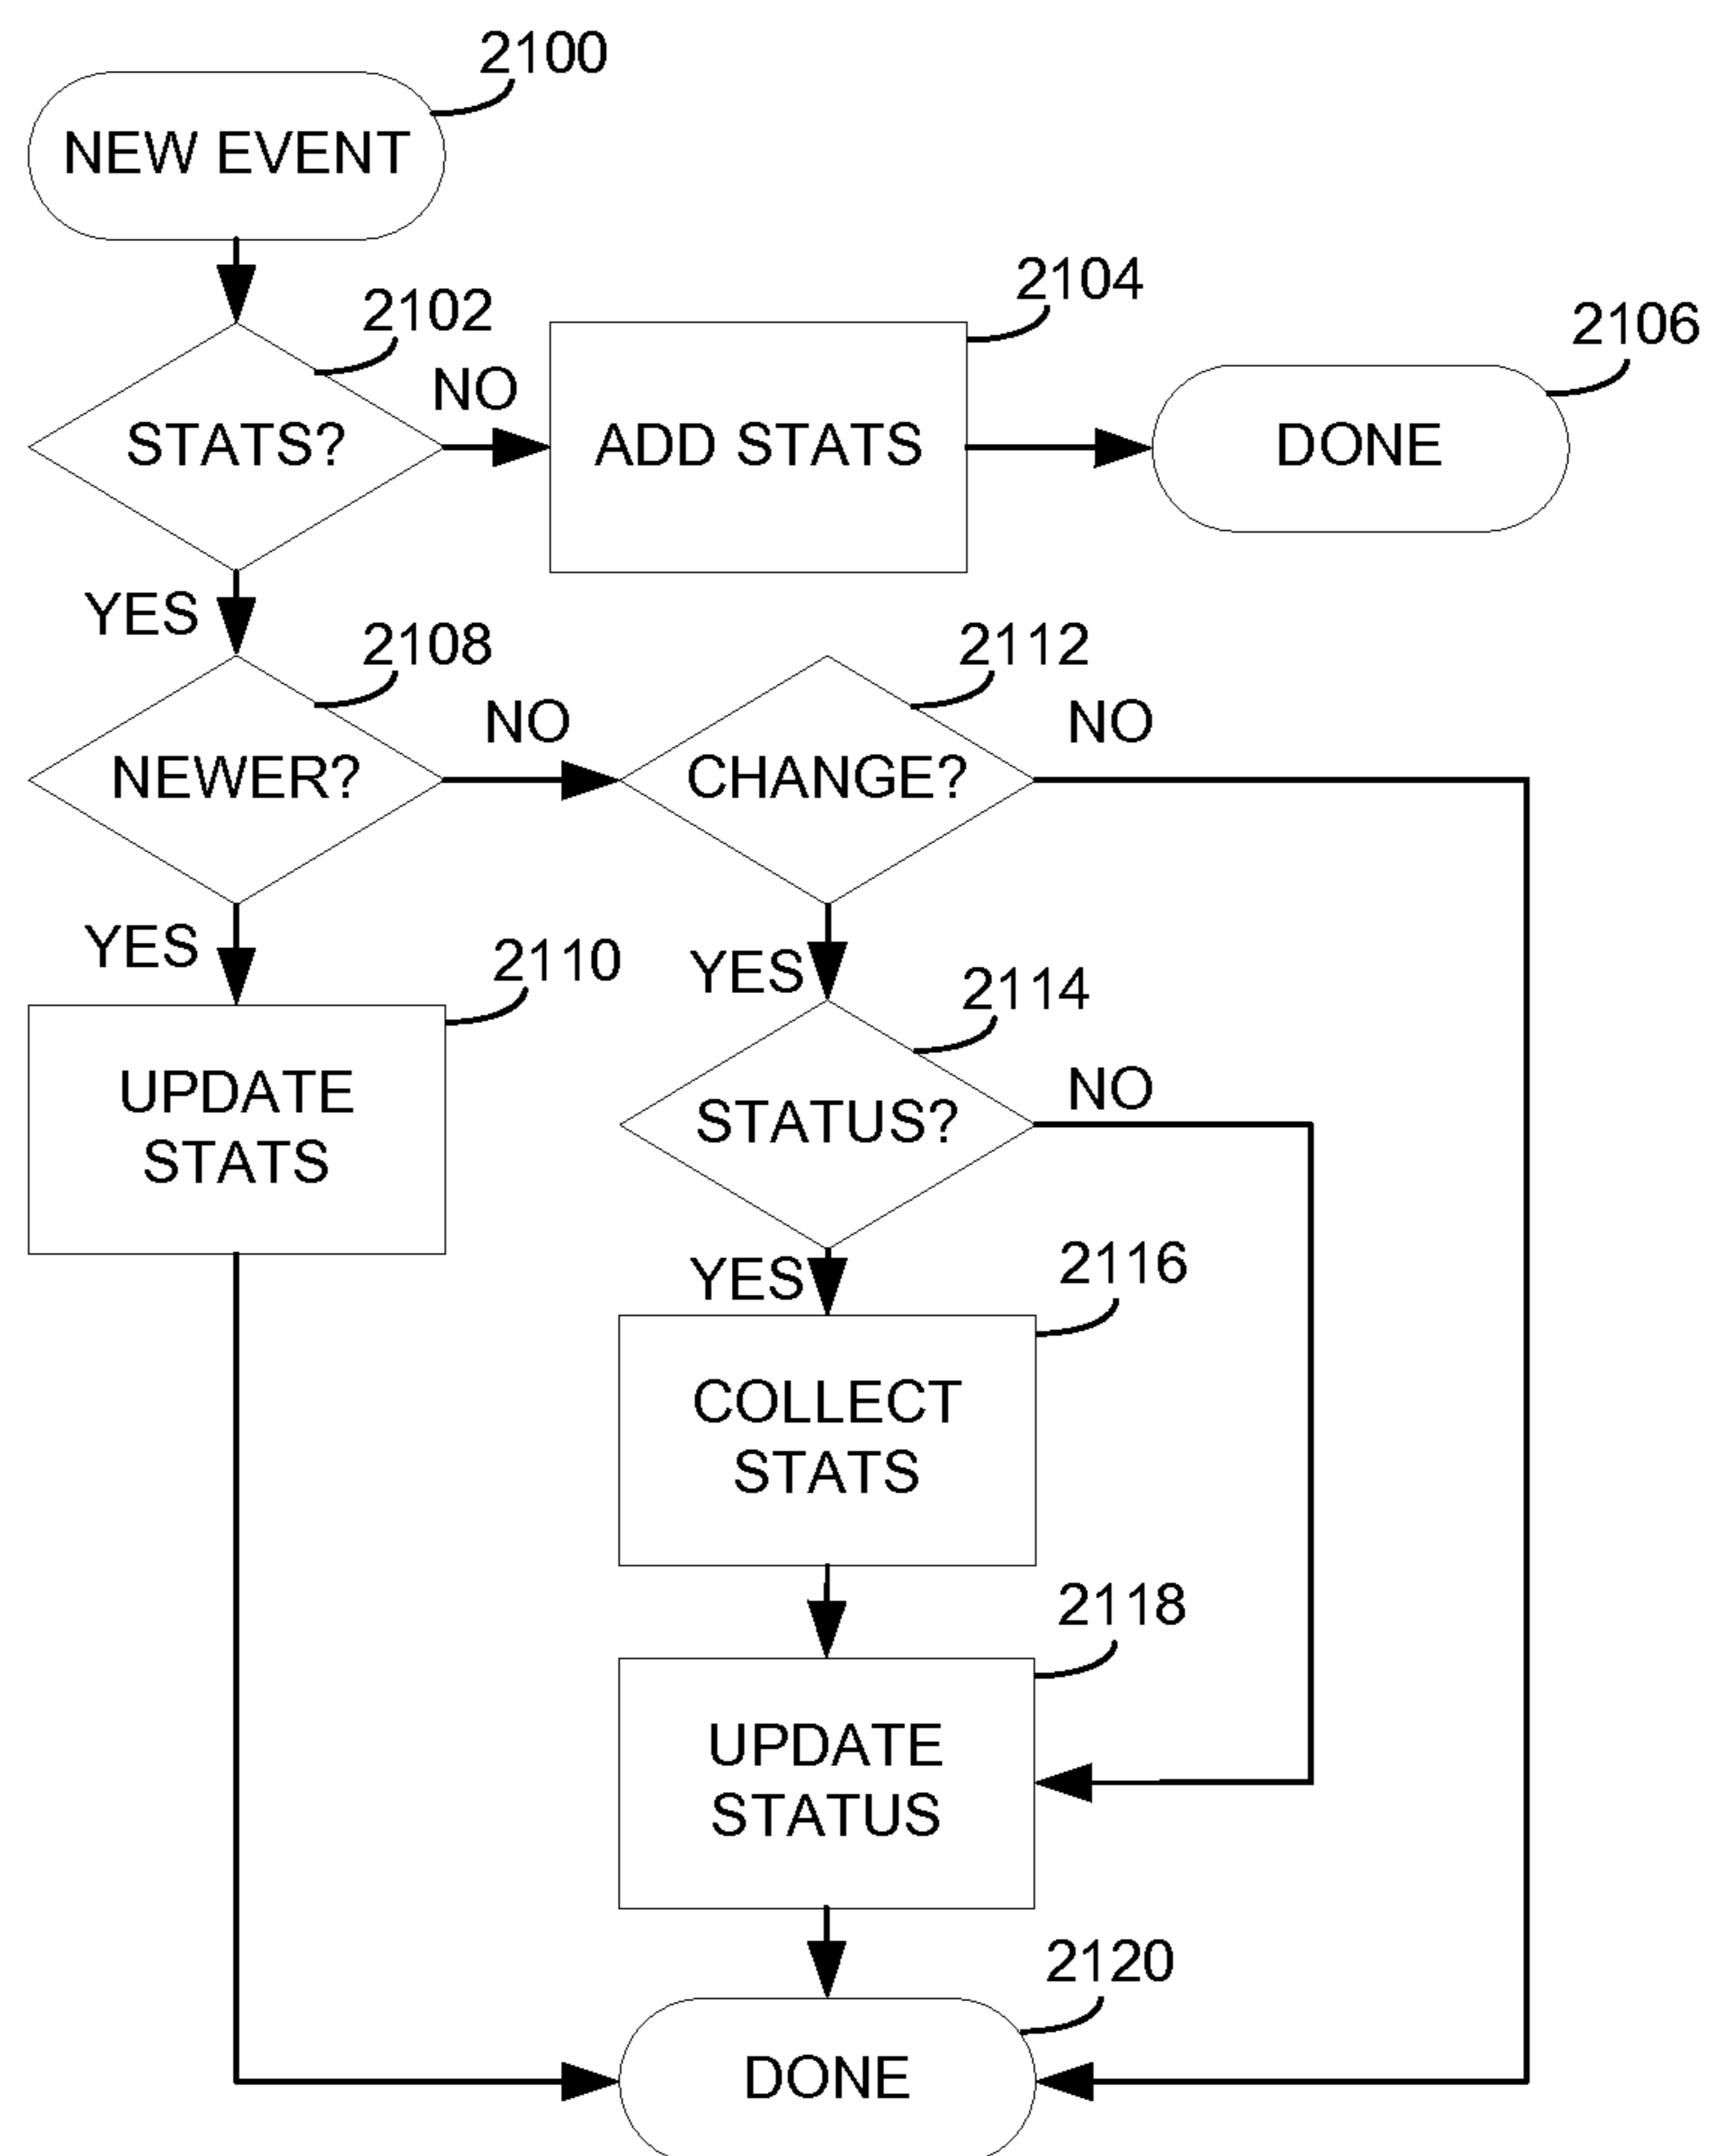 2100
NEW EVENT
2102
2104
2106
NO
STATS?
ADD STATS
DONE
YES
2108
2112
NO
NO
NEWER?
CHANGE?
YES
2110
YES
2114
UPDATE
STATS
NO
STATUS?
YES
2116
COLLECT
STATS
2118
UPDATE
STATUS
2120
DONE